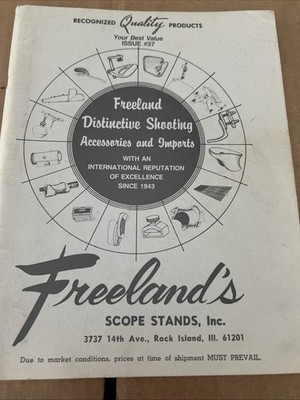 RECOGNIZED Quality PRODUCTS
Your Best Value
ISSUE #37
Freeland
Distinctive Shooting
Accessories and Imports
WITH AN
INTERNATIONAL REPUTATION
OF EXCELLENCE
SINCE 1943
Freeland's
SCOPE STANDS, Inc.
3737 14th Ave., Rock Island, Ill. 61201
Due to market conditions, prices at time of shipment MUST PREVAIL.